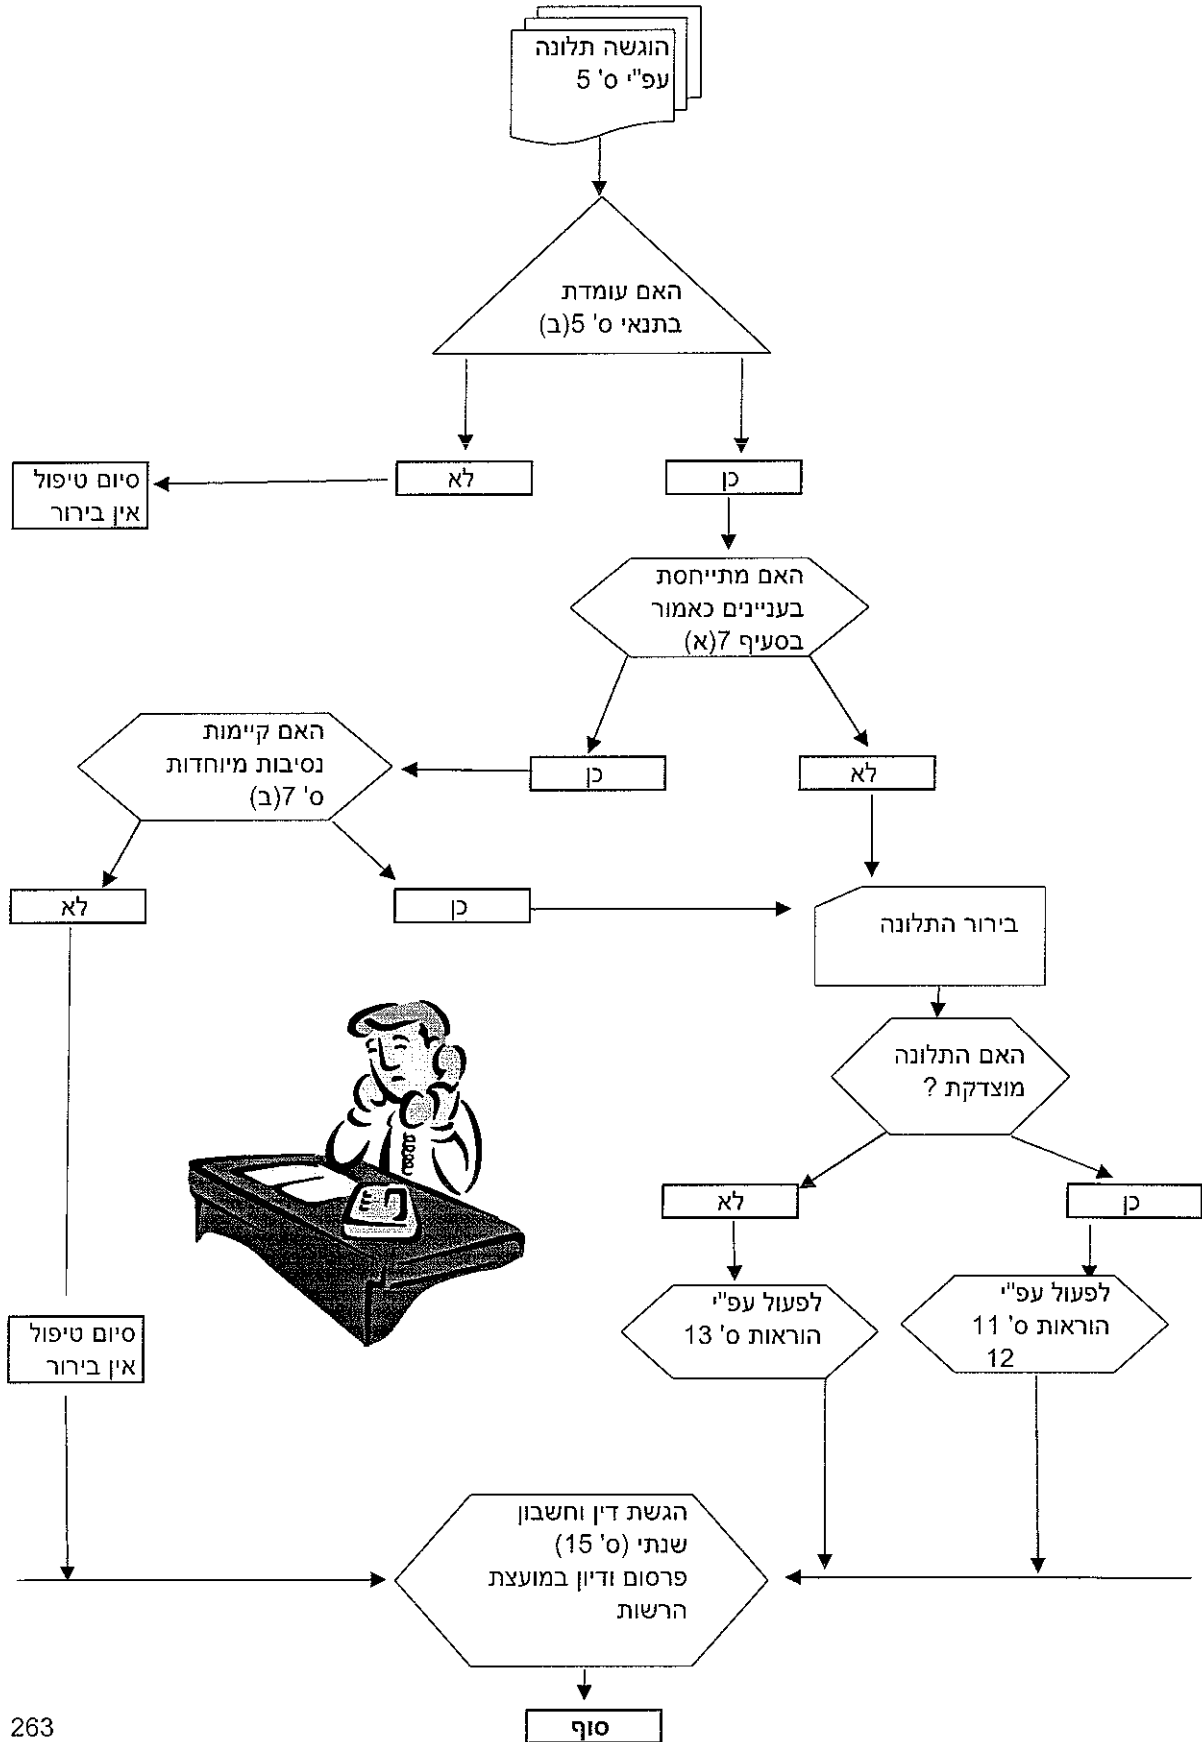 הוגשה תלונה
עפ"י ס' 5
האם עומדת
בתנאי ס' 5(ב)
כן
לא
סיום טיפול
אין בירור
האם מתייחסת
בעניינים כאמור
בסעיף 7(א)
לא
כן
האם קיימות
נסיבות מיוחדות
ס' 7(ב)
כן
לא
בירור התלונה
האם התלונה
מוצדקת ?
כן
לא
לפעול עפ"י
הוראות ס' 11
12
לפעול עפ"י
הוראות ס' 13
סיום טיפול
אין בירור
הגשת דין וחשבון
שנתי (ס' 15)
פרסום ודיון במועצת
הרשות
סוף
263